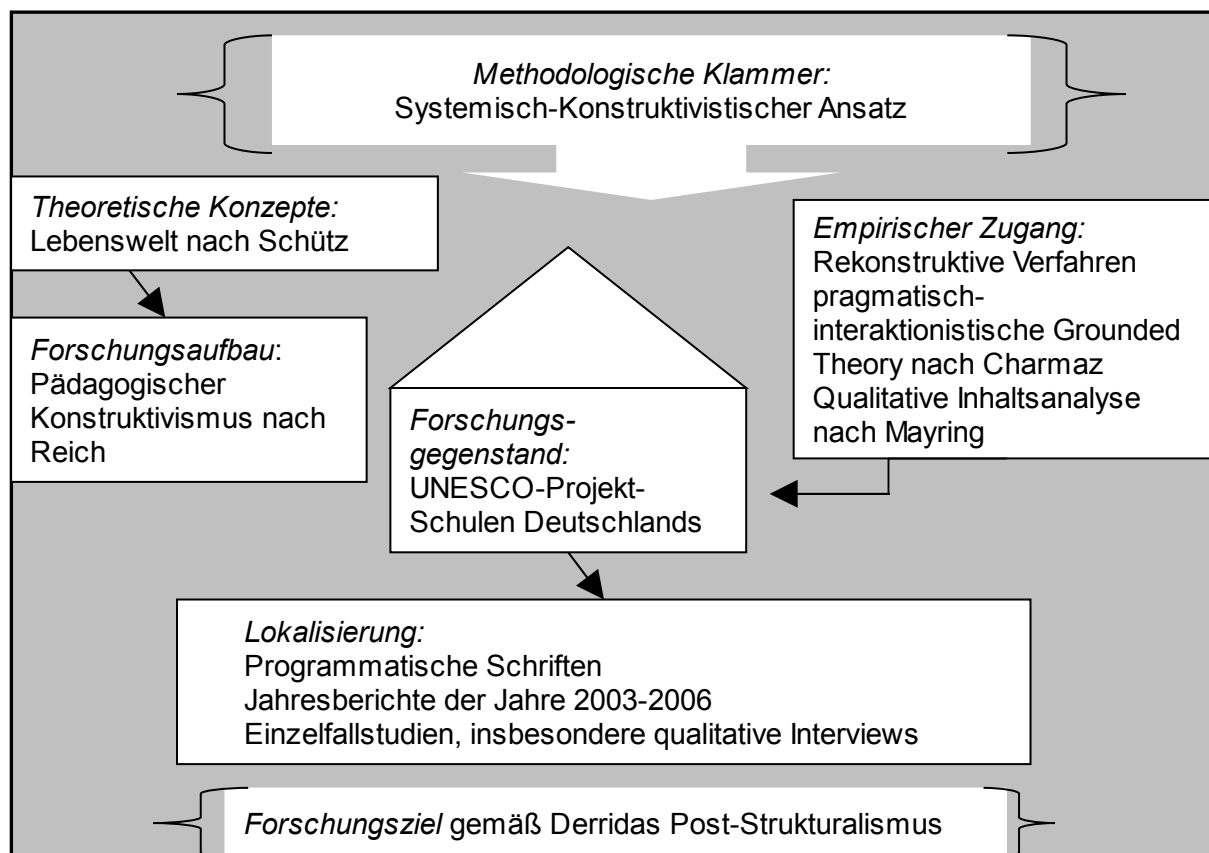 Methodologische Klammer:
Systemisch-Konstruktivistischer Ansatz
Theoretische Konzepte:
Lebenswelt nach Schütz
Forschungsaufbau:
Pädagogischer
Konstruktivismus nach
Reich
Forschungs-
gegenstand:
UNESCO-Projekt-
Schulen Deutschlands
Empirischer Zugang:
Rekonstruktive Verfahren
pragmatisch-
interaktionistische Grounded
Theory nach Charmaz
Qualitative Inhaltsanalyse
nach Mayring
Lokalisierung:
Programmatische Schriften
Jahresberichte der Jahre 2003-2006
Einzelfallstudien, insbesondere qualitative Interviews
Forschungsziel gemäß Derridas Post-Strukturalismus